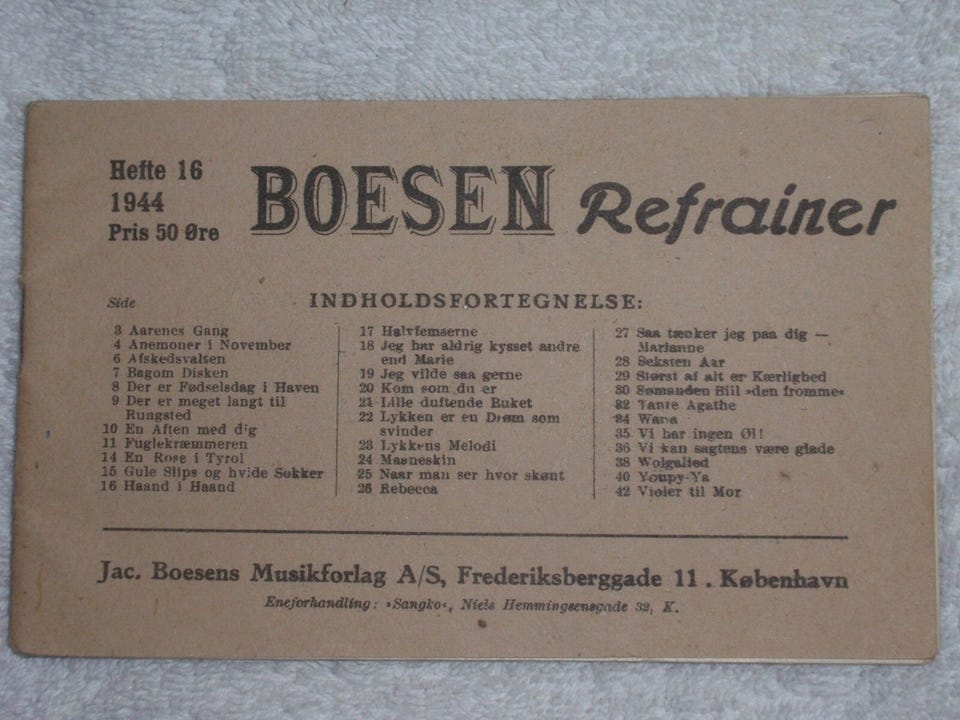 Hefte 16
1944
Pris 50 Øre
BOESEN Refrainer
Side
INDHOLDSFORTEGNELSE:
3 Aarenes Gang
4 Anemoner i November
6 Afskedsvalsen
7 Bagom Disken
8 Der er Fødselsdag i Haven
9 Der er meget langt til
Rungsted
10 En Aften med dig
11 Fuglekræmmeren
14 En Rose i Tyrol
15 Gule Slips og hvide Sokker
16 Haand i Haand
17 Halvfemserne
18 Jeg har aldrig kysset andre
end Marie
19 Jeg vilde saa gerne
20 Kom som du er
21 Lille duftende Buket
22 Lykken er en Drøm som
svinder
23 Lykkens Melodi
24 Maaneskin
25 Naar man ser hvor skønt
26 Rebecca
27 Saa tænker jeg paa dig —
Marianne
28 Seksten Aar
29 Størst af alt er Kærlighed
30 Sømanden Biil »den fromme«
32 Tante Agathe
34 Wana
35 Vi har ingen Øl!
36 Vi kan sagtens være glade
38 Wolgalied
40 Youpy-Ya
42 Violer til Mor
Jac. Boesens Musikforlag A/S, Frederiksberggade 11 . København
Eneforhandling: »Sangko«, Niels Hemmingsensgade 32, K.